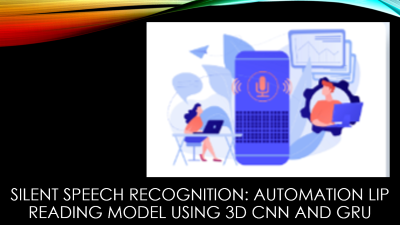 SILENT SPEECH RECOGNITION: AUTOMATION LIP
READING MODEL USING 3D CNN AND GRU